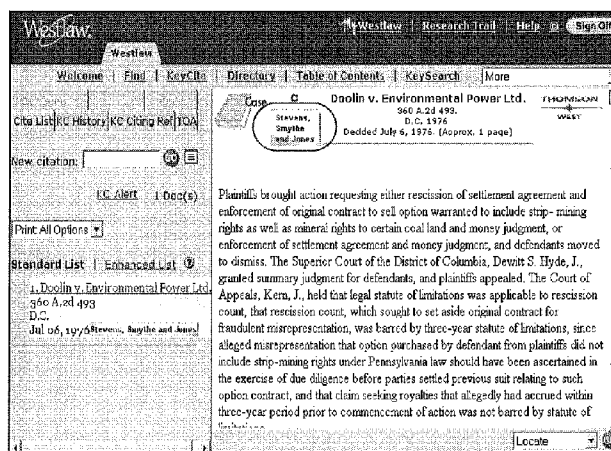 Westlaw.
Westlaw | Research Trail | Help | Sign Off
Westlaw
Welcome | Find | KeyCite | Directory | Table of Contents | KeySearch | More
Cite List KC History KC Citing Ref TOA
New citation:
KC Alert 1 Doc(s)
Print All Options
Standard List | Enhanced List
1. Doolin v. Environmental Power Ltd.
360 A.2d 493
D.C.
Jul 06, 1976 Stevens, Smythe and Jones
Case C
Stevens,
Smythe
and Jones
Doolin v. Environmental Power Ltd.
360 A.2d 493.
D.C. 1976
Decided July 6, 1976. (Approx. 1 page)
THOMSON
WEST
Plaintiffs brought action requesting either rescission of settlement agreement and
enforcement of original contract to sell option warranted to include strip- mining
rights as well as mineral rights to certain coal land and money judgment, or
enforcement of settlement agreement and money judgment, and defendants moved
to dismiss. The Superior Court of the District of Columbia, Dewitt S. Hyde, J.,
granted summary judgment for defendants, and plaintiffs appealed. The Court of
Appeals, Kern, J., held that legal statute of limitations was applicable to rescission
count, that rescission count, which sought to set aside original contract for
fraudulent misrepresentation, was barred by three-year statute of limitations, since
alleged misrepresentation that option purchased by defendant from plaintiffs did not
include strip-mining rights under Pennsylvania law should have been ascertained in
the exercise of due diligence before parties settled previous suit relating to such
option contract, and that claim seeking royalties that allegedly had accrued within
three-year period prior to commencement of action was not barred by statute of
Locate